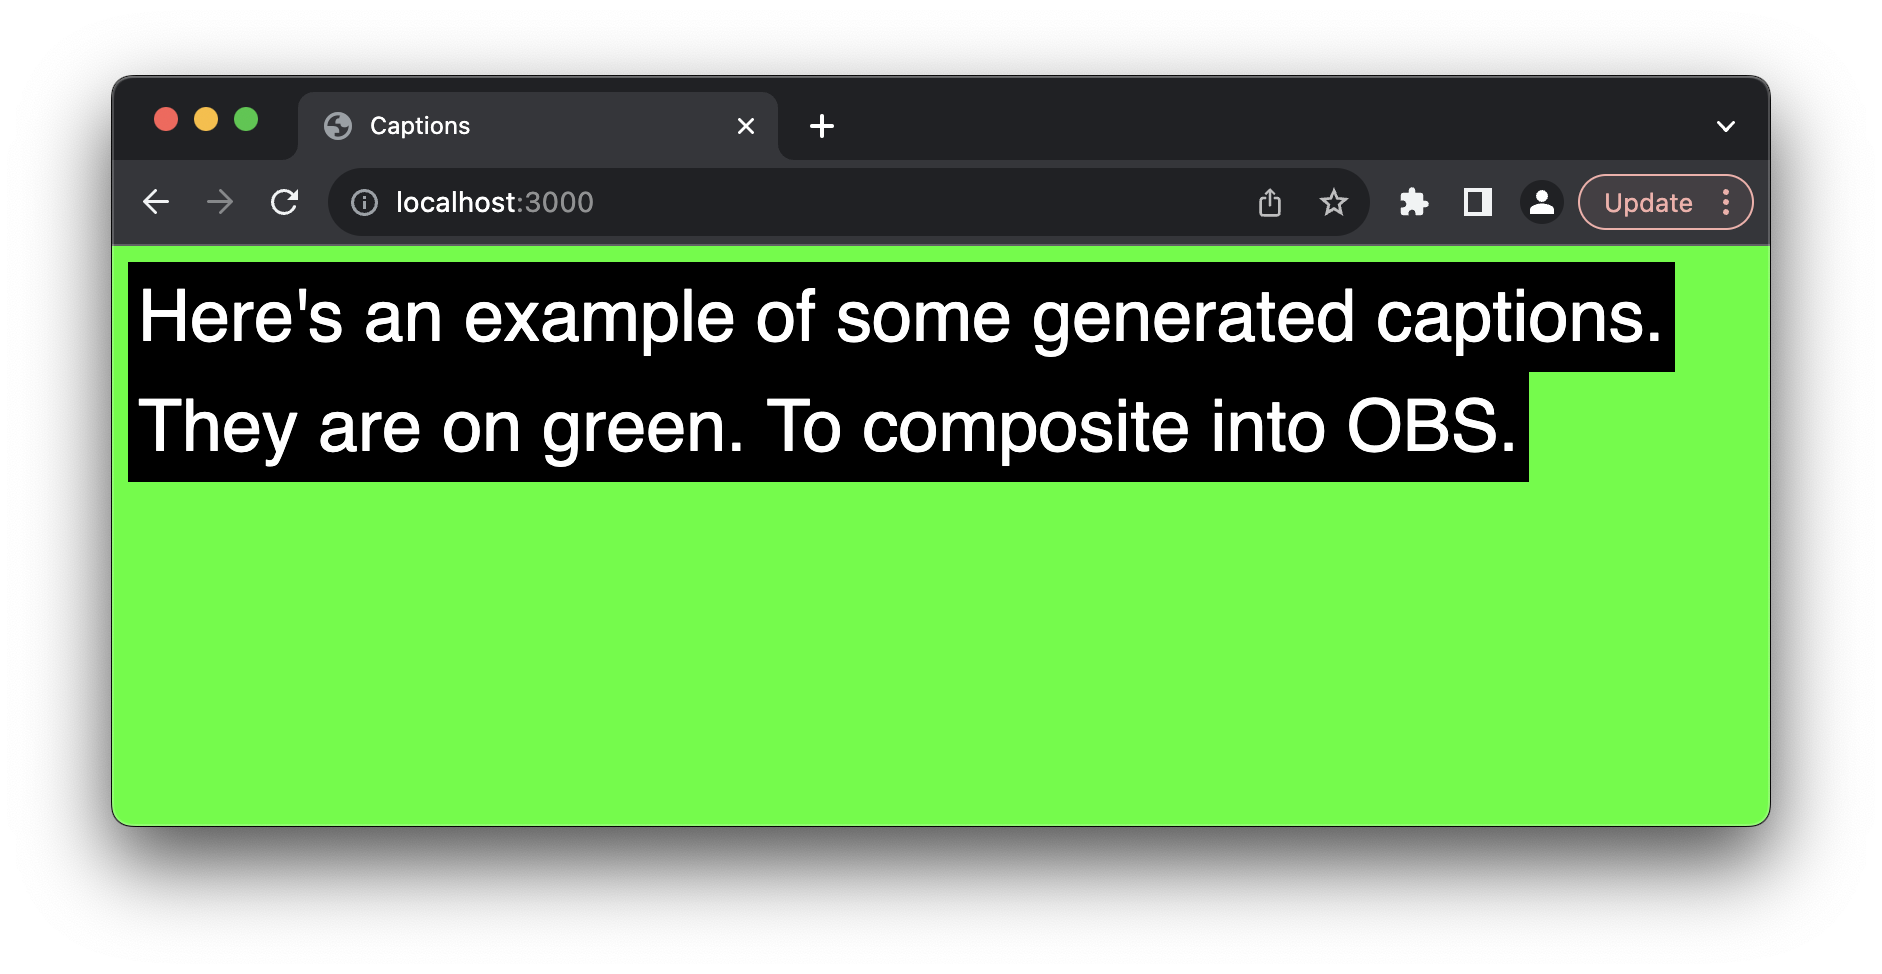 Captions
localhost:3000
Update
Here's an example of some generated captions.
They are on green. To composite into OBS.